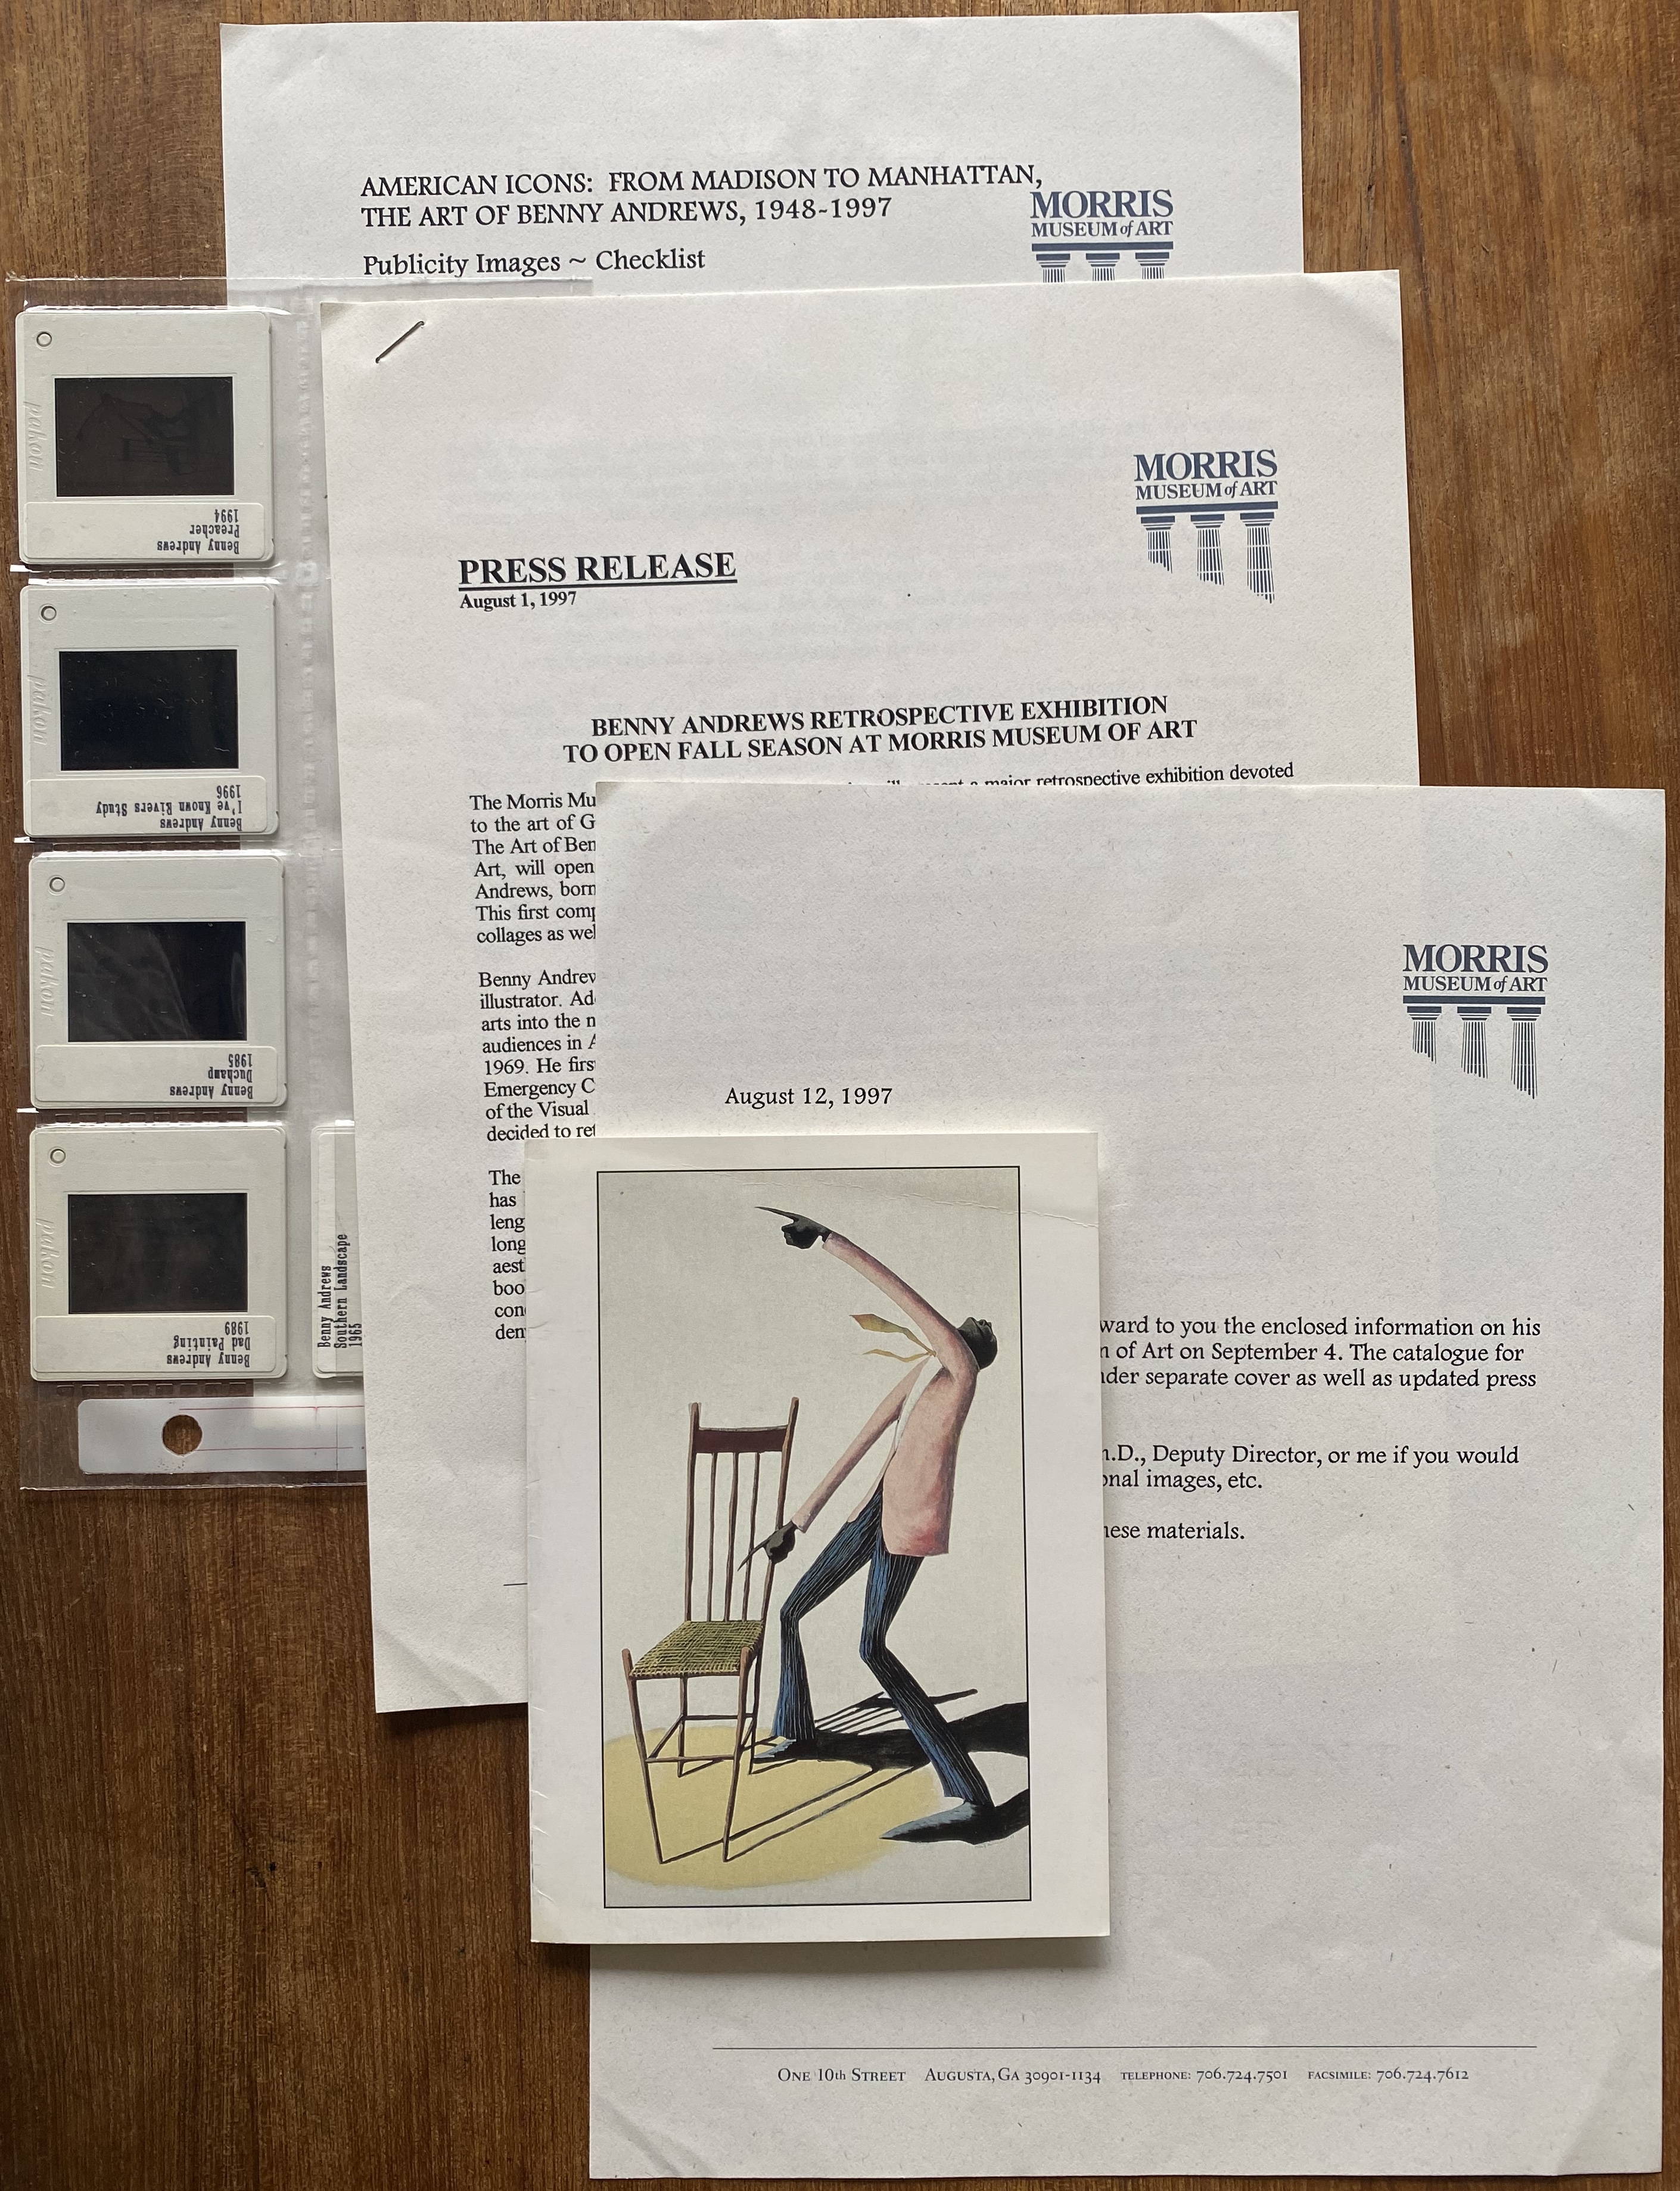 AMERICAN ICONS: FROM MADISON TO MANHATTAN,
THE ART OF BENNY ANDREWS, 1948-1997
Publicity Images ~ Checklist
MORRIS
MUSEUM of ART
pakon
Benny Andrews
Preacher
1994
pakon
Benny Andrews
I've Known Rivers Study
1996
pakon
Benny Andrews
Duchamp
1985
pakon
Benny Andrews
Dad Painting
1989
Benny Andrews
Southern Landscape
1965
MORRIS
MUSEUM of ART
PRESS RELEASE
August 1, 1997
BENNY ANDREWS RETROSPECTIVE EXHIBITION
TO OPEN FALL SEASON AT MORRIS MUSEUM OF ART
The Morris Mu a major retrospective exhibition devoted
to the art of G
The Art of Ben
Art, will open
Andrews, born
This first comp
collages as wel
Benny Andrew
illustrator. Ad
arts into the n
audiences in A
1969. He firs
Emergency C
of the Visual
decided to ret
The
has
leng
long
aest
boo
con
den
MORRIS
MUSEUM of ART
August 12, 1997
ward to you the enclosed information on his
of Art on September 4. The catalogue for
der separate cover as well as updated press
.D., Deputy Director, or me if you would
onal images, etc.
hese materials.
ONE 10th STREET AUGUSTA, GA 30901-1134 TELEPHONE: 706.724.7501 FACSIMILE: 706.724.7612